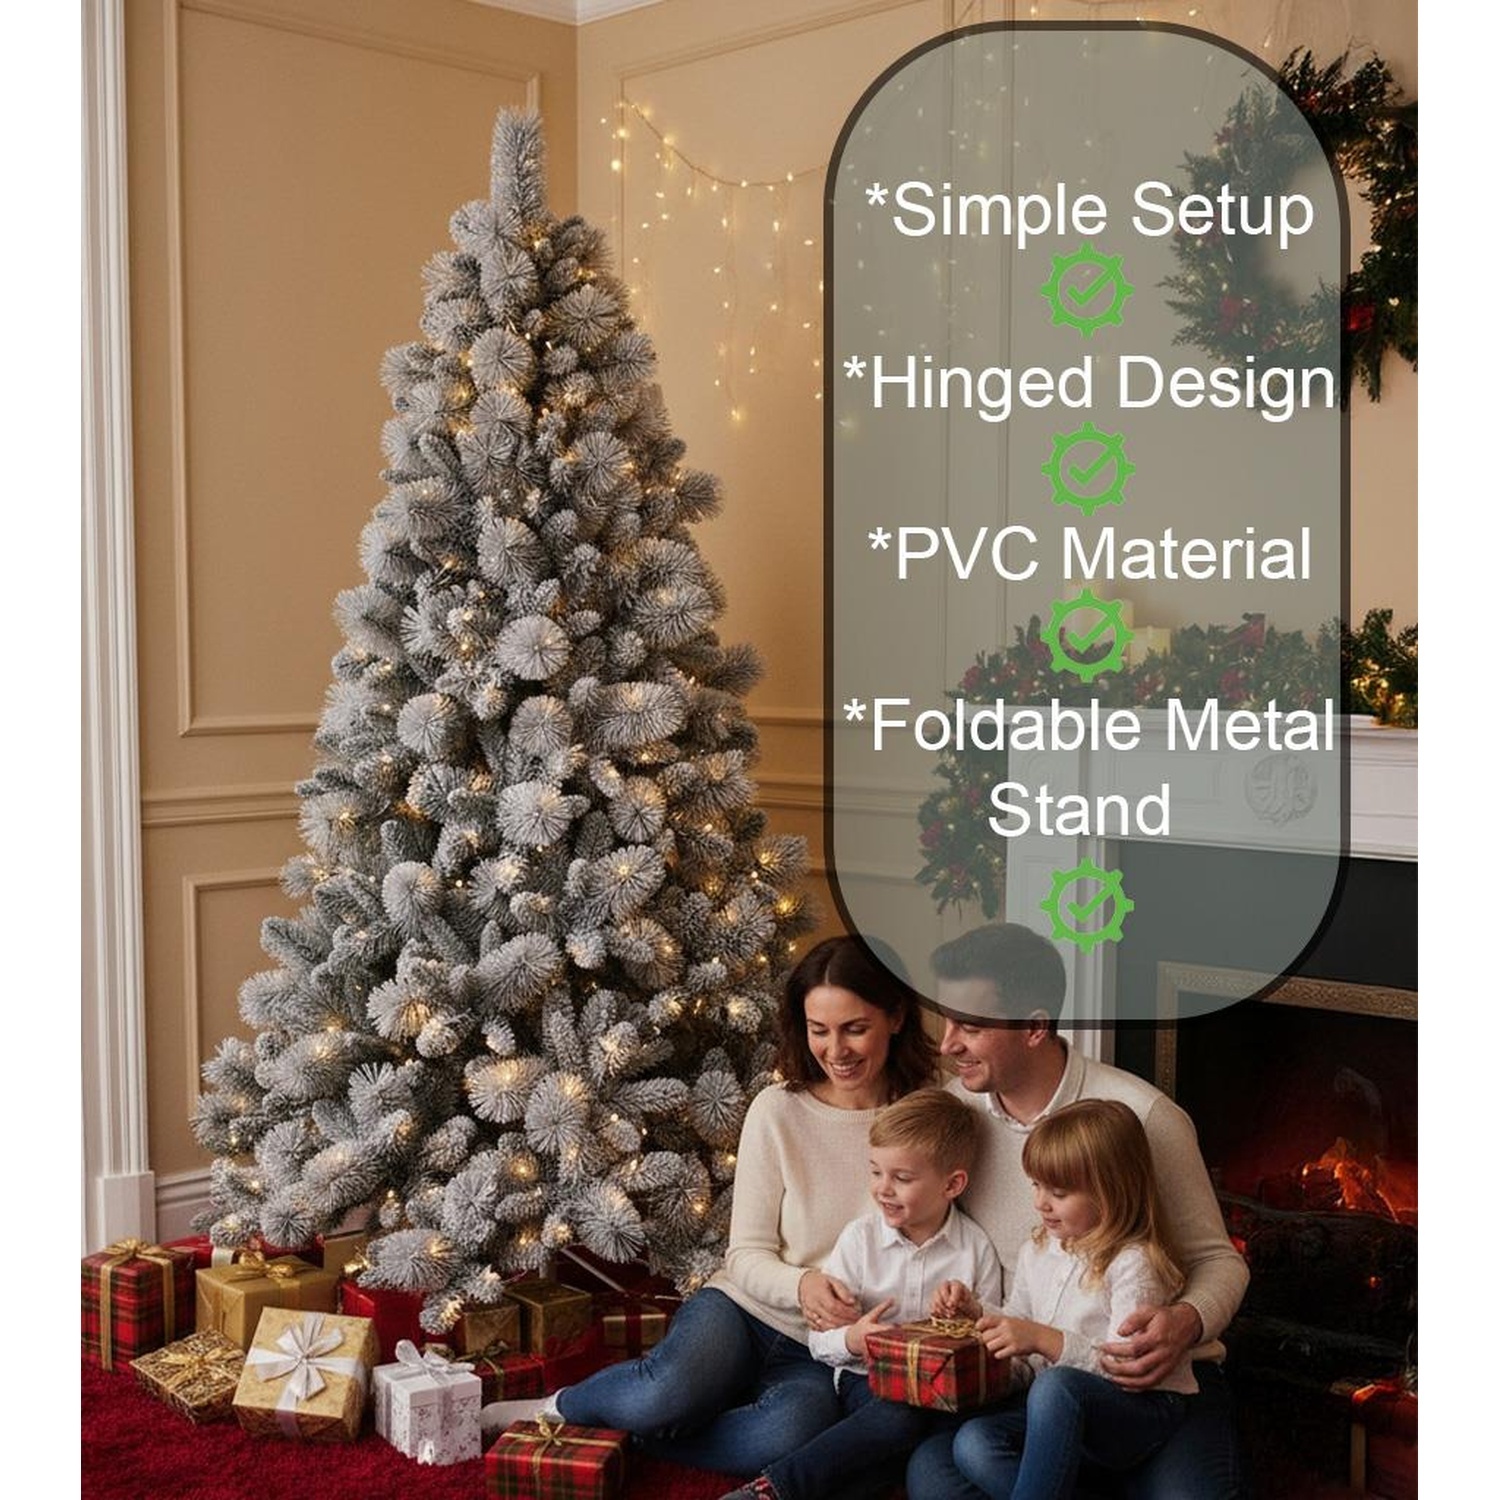 *Simple Setup
*Hinged Design
*PVC Material
*Foldable Metal
Stand